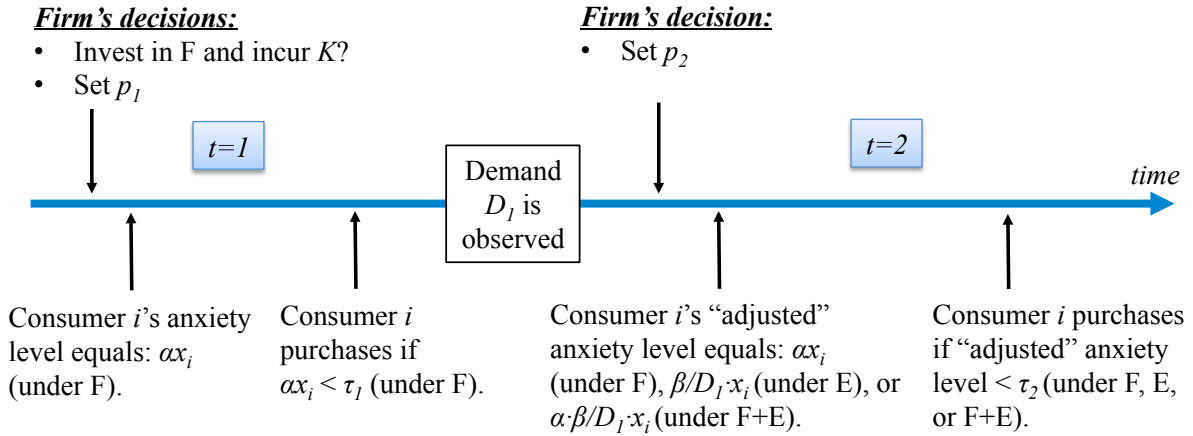 Firm’s decisions:
• Invest in F and incur K?
• Set p₁
Firm’s decision:
• Set p₂
t=1
t=2
Demand
D₁ is
observed
time
Consumer i’s anxiety
level equals: αxᵢ
(under F).
Consumer i
purchases if
αxᵢ < τ₁ (under F).
Consumer i’s “adjusted”
anxiety level equals: αxᵢ
(under F), β/D₁·xᵢ (under E), or
α·β/D₁·xᵢ (under F+E).
Consumer i purchases
if “adjusted” anxiety
level < τ₂ (under F, E,
or F+E).